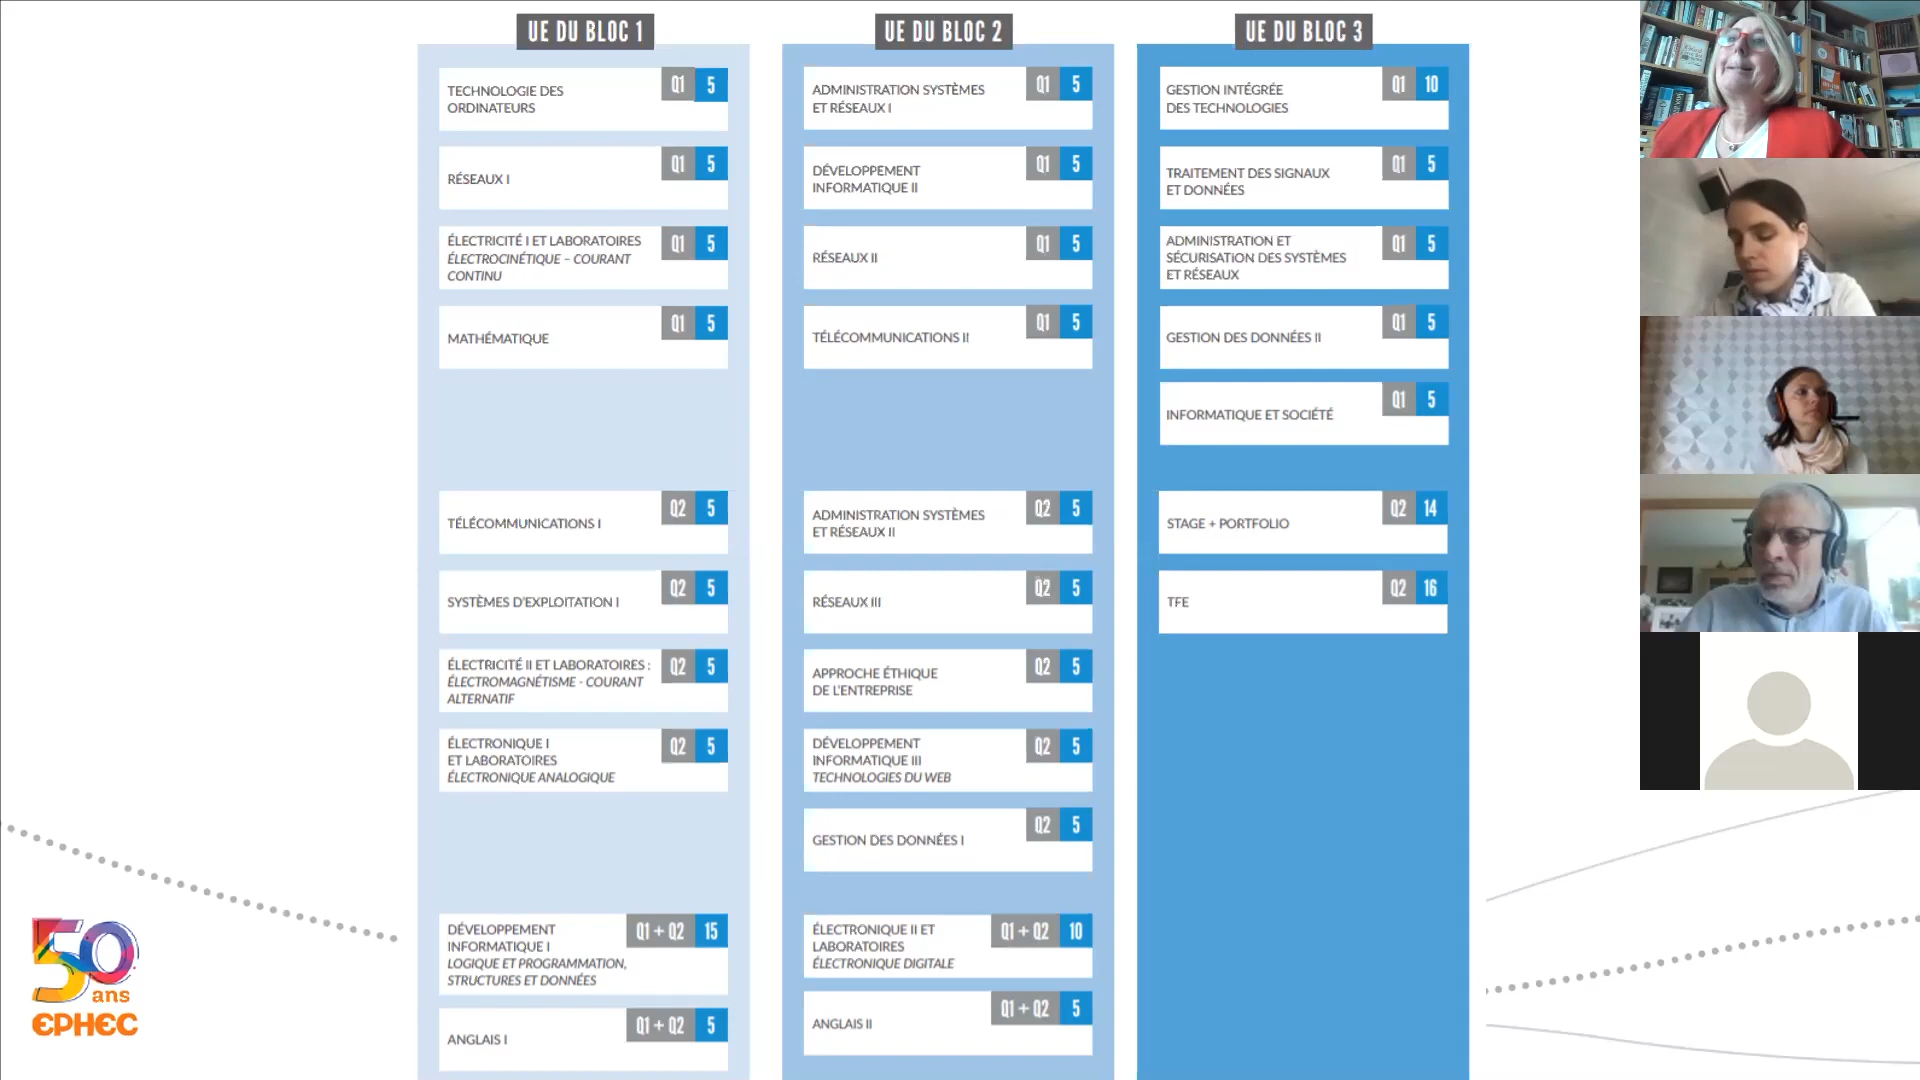 UE DU BLOC 1
TECHNOLOGIE DES
ORDINATEURS
Q1 5
RÉSEAUX I
Q1 5
ÉLECTRICITÉ I ET LABORATOIRES
ÉLECTROCINÉTIQUE – COURANT
CONTINU
Q1 5
MATHÉMATIQUE
Q1 5
TÉLÉCOMMUNICATIONS I
Q2 5
SYSTÈMES D'EXPLOITATION I
Q2 5
ÉLECTRICITÉ II ET LABORATOIRES :
ÉLECTROMAGNÉTISME - COURANT
ALTERNATIF
Q2 5
ÉLECTRONIQUE I
ET LABORATOIRES
ÉLECTRONIQUE ANALOGIQUE
Q2 5
DÉVELOPPEMENT
INFORMATIQUE I
LOGIQUE ET PROGRAMMATION,
STRUCTURES ET DONNÉES
Q1 + Q2 15
ANGLAIS I
Q1 + Q2 5
UE DU BLOC 2
ADMINISTRATION SYSTÈMES
ET RÉSEAUX I
Q1 5
DÉVELOPPEMENT
INFORMATIQUE II
Q1 5
RÉSEAUX II
Q1 5
TÉLÉCOMMUNICATIONS II
Q1 5
ADMINISTRATION SYSTÈMES
ET RÉSEAUX II
Q2 5
RÉSEAUX III
Q2 5
APPROCHE ÉTHIQUE
DE L'ENTREPRISE
Q2 5
DÉVELOPPEMENT
INFORMATIQUE III
TECHNOLOGIES DU WEB
Q2 5
GESTION DES DONNÉES I
Q2 5
ÉLECTRONIQUE II ET
LABORATOIRES
ÉLECTRONIQUE DIGITALE
Q1 + Q2 10
ANGLAIS II
Q1 + Q2 5
UE DU BLOC 3
GESTION INTÉGRÉE
DES TECHNOLOGIES
Q1 10
TRAITEMENT DES SIGNAUX
ET DONNÉES
Q1 5
ADMINISTRATION ET
SÉCURISATION DES SYSTÈMES
ET RÉSEAUX
Q1 5
GESTION DES DONNÉES II
Q1 5
INFORMATIQUE ET SOCIÉTÉ
Q1 5
STAGE + PORTFOLIO
Q2 14
TFE
Q2 16
50
ans
EPHEC